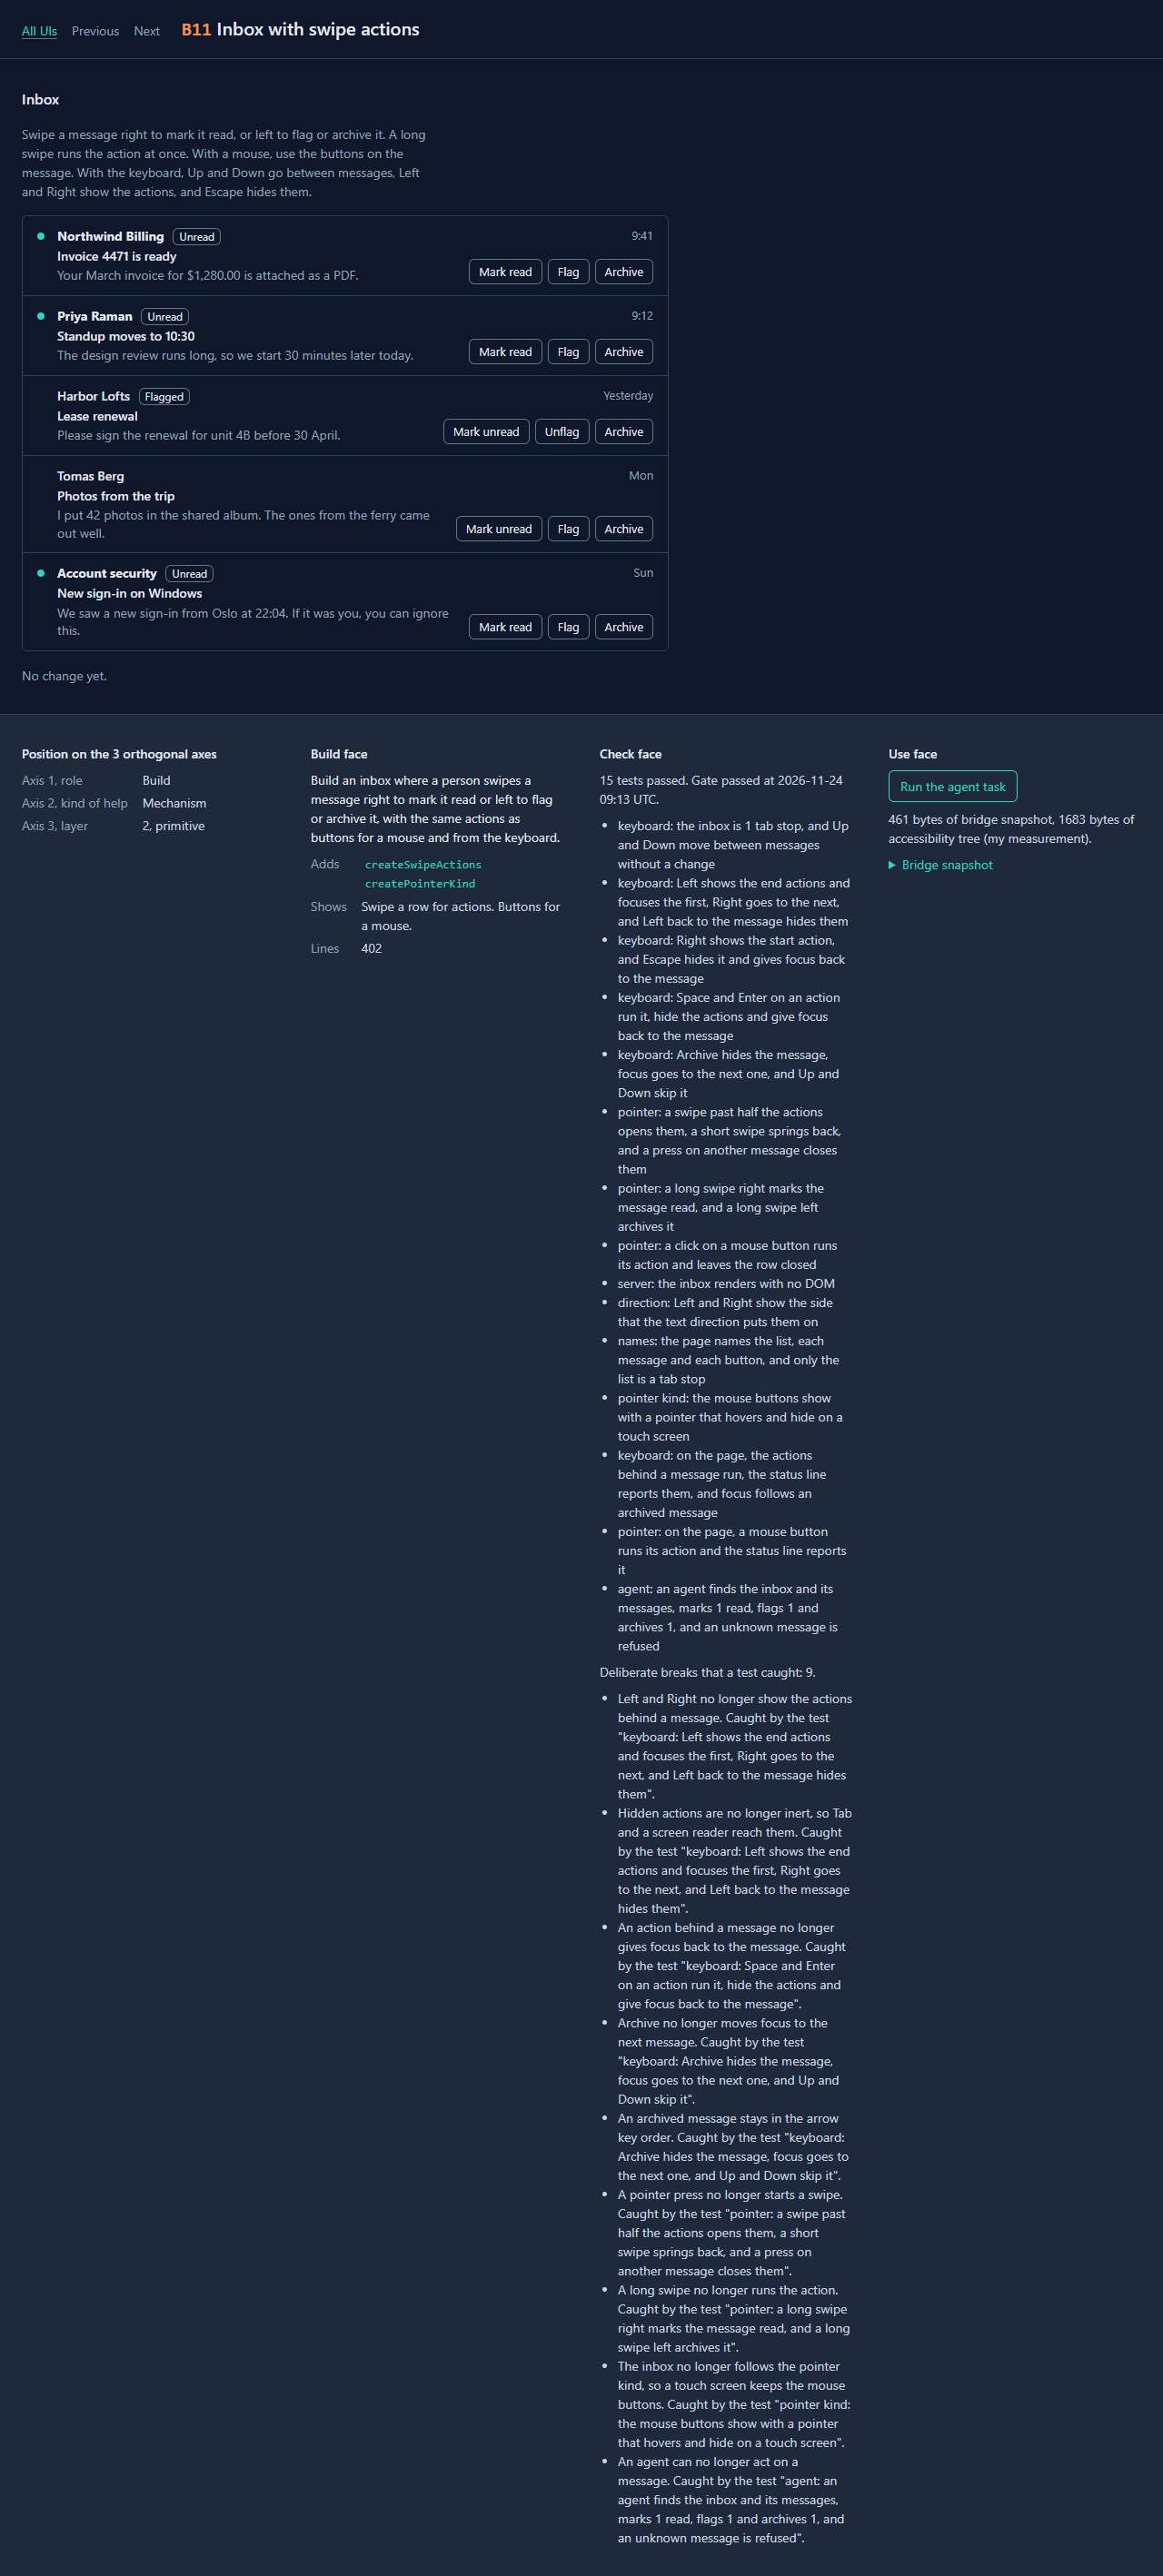 All UIs Previous Next B11 Inbox with swipe actions
Inbox
Swipe a message right to mark it read, or left to flag or archive it. A long
swipe runs the action at once. With a mouse, use the buttons on the
message. With the keyboard, Up and Down go between messages, Left
and Right show the actions, and Escape hides them.
Northwind Billing Unread 9:41
Invoice 4471 is ready
Your March invoice for $1,280.00 is attached as a PDF. Mark read Flag Archive
Priya Raman Unread 9:12
Standup moves to 10:30
The design review runs long, so we start 30 minutes later today. Mark read Flag Archive
Harbor Lofts Flagged Yesterday
Lease renewal
Please sign the renewal for unit 4B before 30 April. Mark unread Unflag Archive
Tomas Berg Mon
Photos from the trip
I put 42 photos in the shared album. The ones from the ferry came
out well. Mark unread Flag Archive
Account security Unread Sun
New sign-in on Windows
We saw a new sign-in from Oslo at 22:04. If it was you, you can ignore
this. Mark read Flag Archive
No change yet.
Position on the 3 orthogonal axes
Axis 1, role Build
Axis 2, kind of help Mechanism
Axis 3, layer 2, primitive
Build face
Build an inbox where a person swipes a
message right to mark it read or left to flag
or archive it, with the same actions as
buttons for a mouse and from the keyboard.
Adds createSwipeActions
createPointerKind
Shows Swipe a row for actions. Buttons for
a mouse.
Lines 402
Check face
15 tests passed. Gate passed at 2026-11-24
09:13 UTC.
keyboard: the inbox is 1 tab stop, and Up
and Down move between messages
without a change
keyboard: Left shows the end actions and
focuses the first, Right goes to the next,
and Left back to the message hides them
keyboard: Right shows the start action,
and Escape hides it and gives focus back
to the message
keyboard: Space and Enter on an action
run it, hide the actions and give focus
back to the message
keyboard: Archive hides the message,
focus goes to the next one, and Up and
Down skip it
pointer: a swipe past half the actions
opens them, a short swipe springs back,
and a press on another message closes
them
pointer: a long swipe right marks the
message read, and a long swipe left
archives it
pointer: a click on a mouse button runs
its action and leaves the row closed
server: the inbox renders with no DOM
direction: Left and Right show the side
that the text direction puts them on
names: the page names the list, each
message and each button, and only the
list is a tab stop
pointer kind: the mouse buttons show
with a pointer that hovers and hide on a
touch screen
keyboard: on the page, the actions
behind a message run, the status line
reports them, and focus follows an
archived message
pointer: on the page, a mouse button
runs its action and the status line reports
it
agent: an agent finds the inbox and its
messages, marks 1 read, flags 1 and
archives 1, and an unknown message is
refused
Deliberate breaks that a test caught: 9.
Left and Right no longer show the actions
behind a message. Caught by the test
"keyboard: Left shows the end actions
and focuses the first, Right goes to the
next, and Left back to the message hides
them".
Hidden actions are no longer inert, so Tab
and a screen reader reach them. Caught
by the test "keyboard: Left shows the end
actions and focuses the first, Right goes
to the next, and Left back to the message
hides them".
An action behind a message no longer
gives focus back to the message. Caught
by the test "keyboard: Space and Enter
on an action run it, hide the actions and
give focus back to the message".
Archive no longer moves focus to the
next message. Caught by the test
"keyboard: Archive hides the message,
focus goes to the next one, and Up and
Down skip it".
An archived message stays in the arrow
key order. Caught by the test "keyboard:
Archive hides the message, focus goes to
the next one, and Up and Down skip it".
A pointer press no longer starts a swipe.
Caught by the test "pointer: a swipe past
half the actions opens them, a short
swipe springs back, and a press on
another message closes them".
A long swipe no longer runs the action.
Caught by the test "pointer: a long swipe
right marks the message read, and a long
swipe left archives it".
The inbox no longer follows the pointer
kind, so a touch screen keeps the mouse
buttons. Caught by the test "pointer kind:
the mouse buttons show with a pointer
that hovers and hide on a touch screen".
An agent can no longer act on a
message. Caught by the test "agent: an
agent finds the inbox and its messages,
marks 1 read, flags 1 and archives 1, and
an unknown message is refused".
Use face
Run the agent task
461 bytes of bridge snapshot, 1683 bytes of
accessibility tree (my measurement).
Bridge snapshot